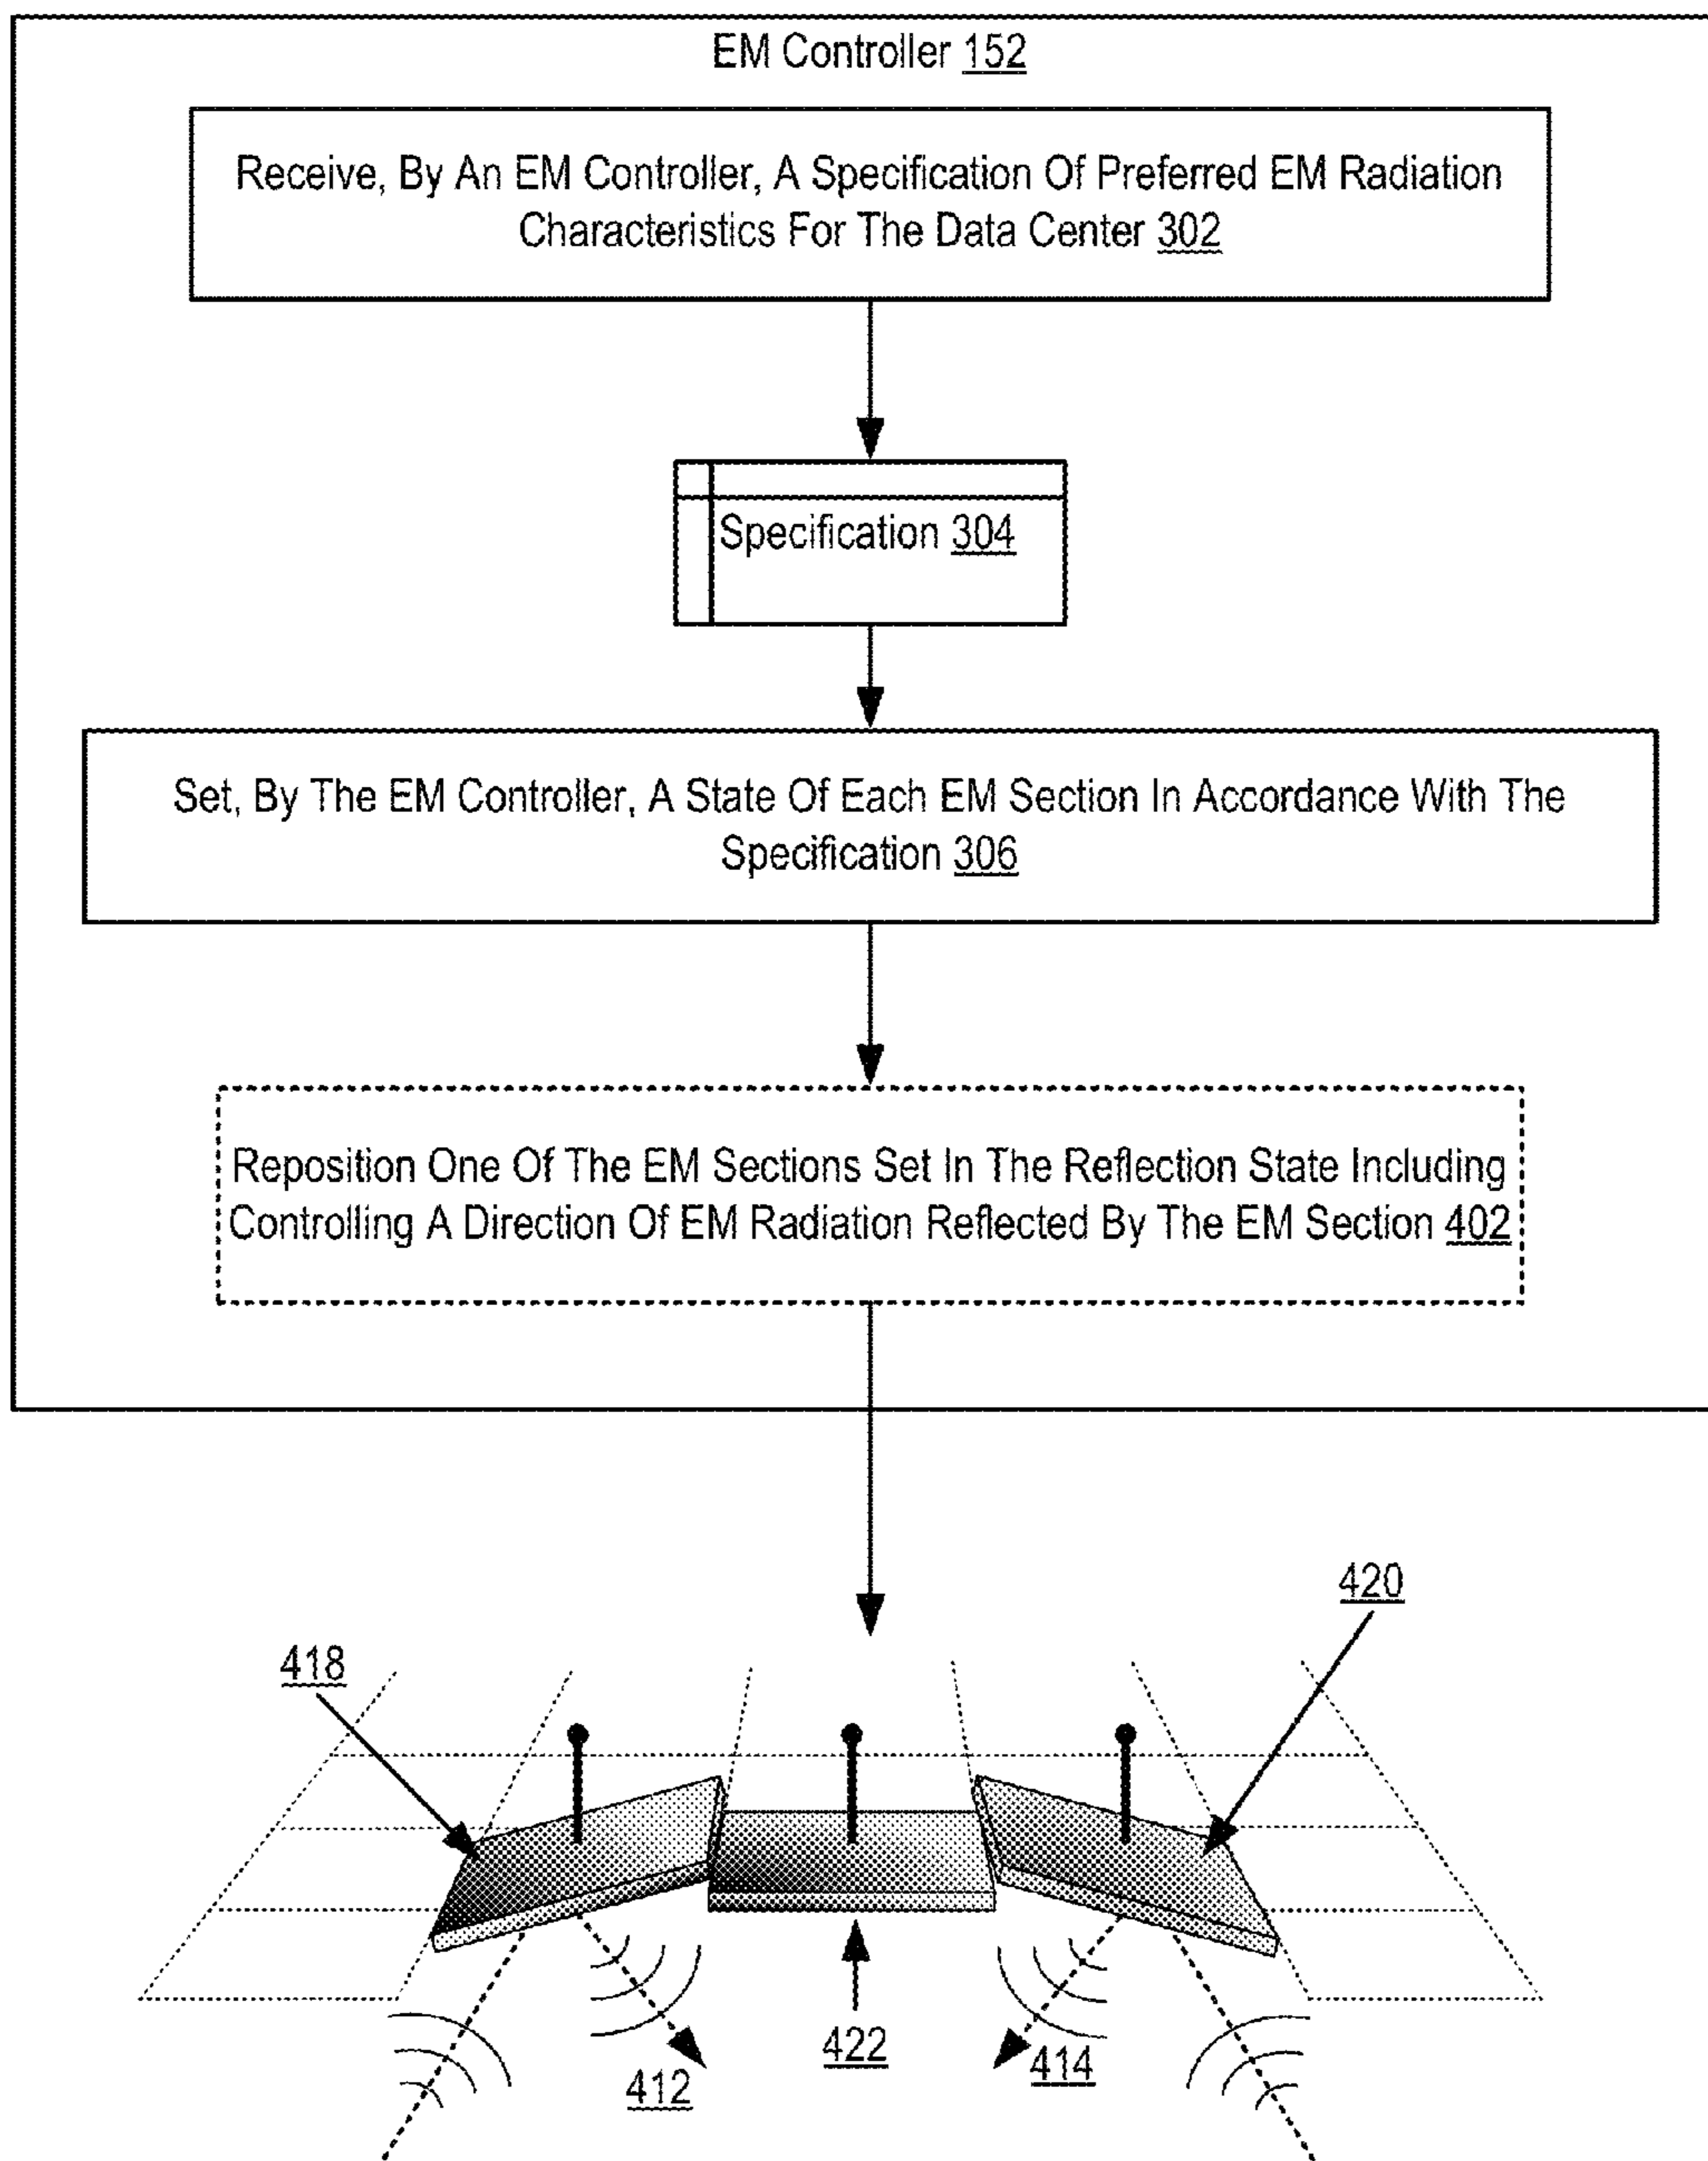 EM Controller 152
Receive, By An EM Controller, A Specification Of Preferred EM Radiation
Characteristics For The Data Center 302
Specification 304
Set, By The EM Controller, A State Of Each EM Section In Accordance With The
Specification 306
Reposition One Of The EM Sections Set In The Reflection State Including
Controlling A Direction Of EM Radiation Reflected By The EM Section 402
420
418
422
414
412